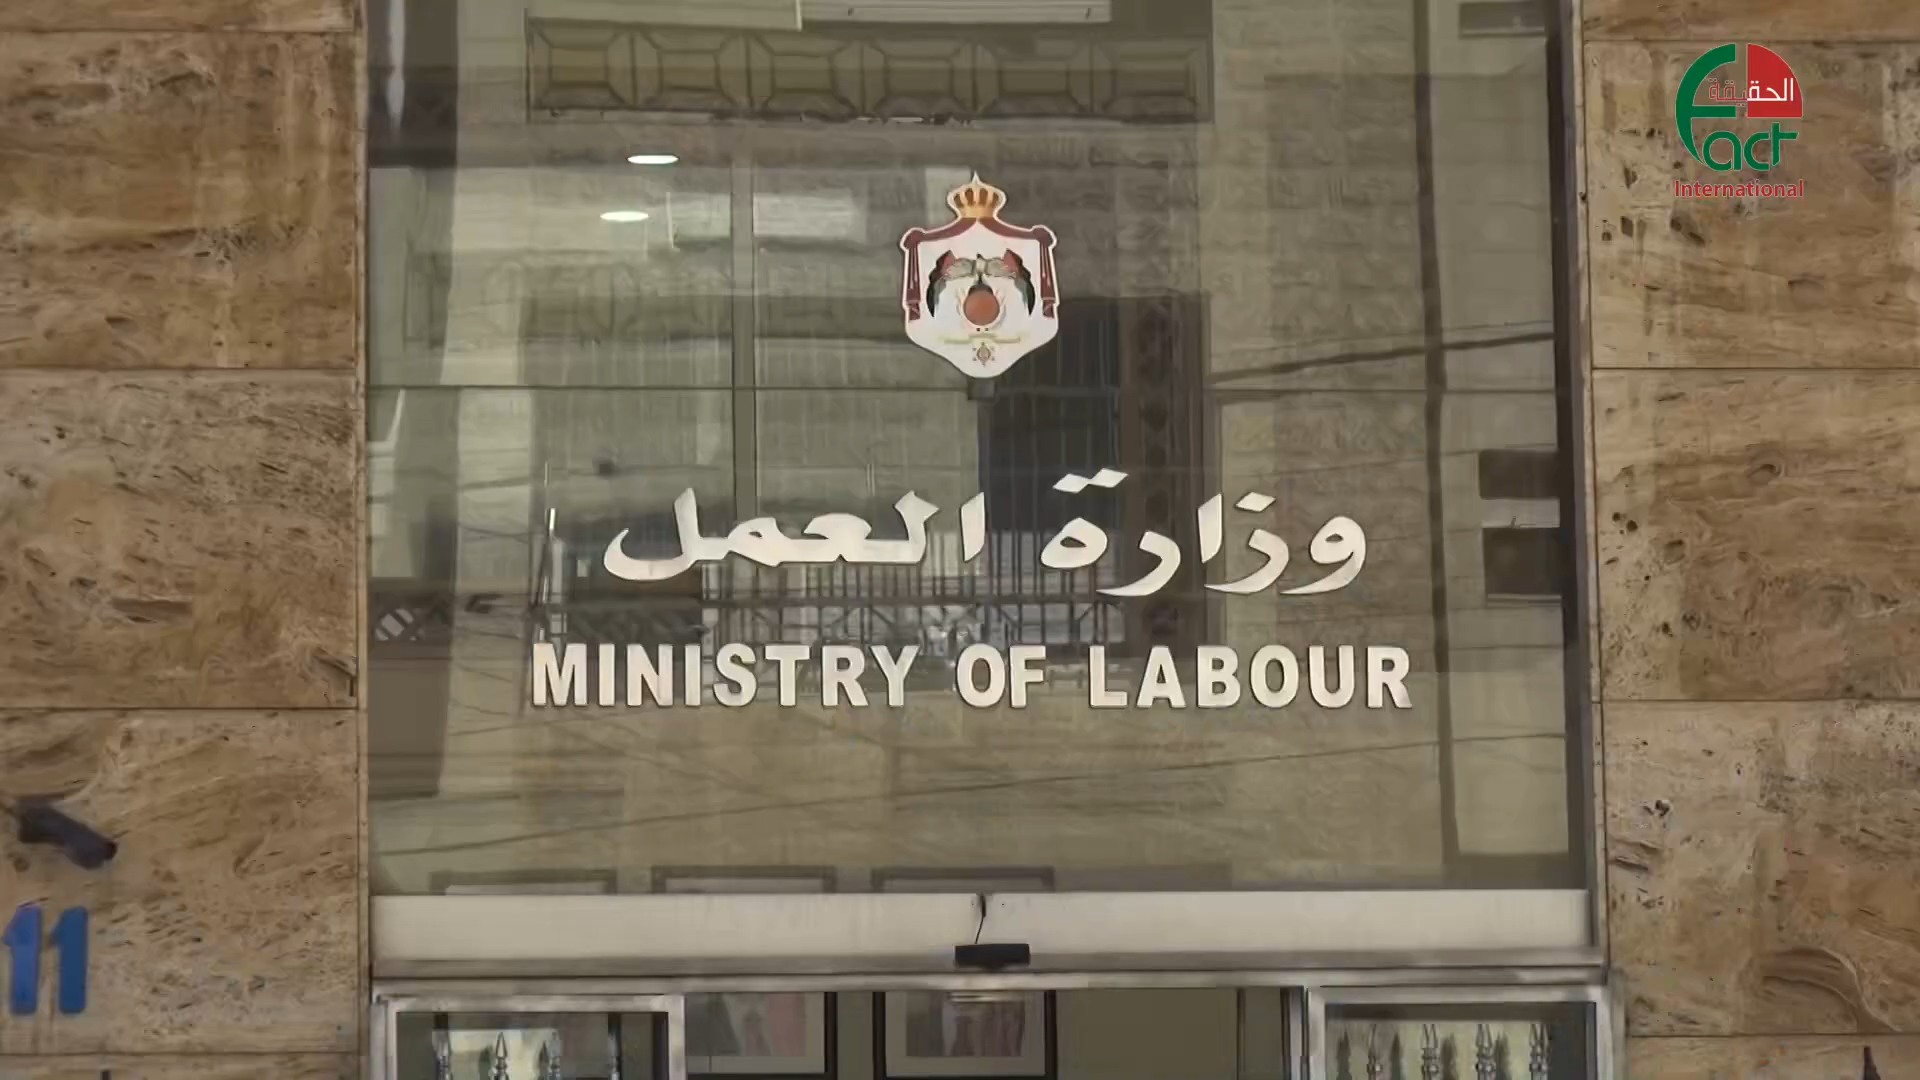 الحقيقة
Fact
International
وزارة العمل
MINISTRY OF LABOUR
11